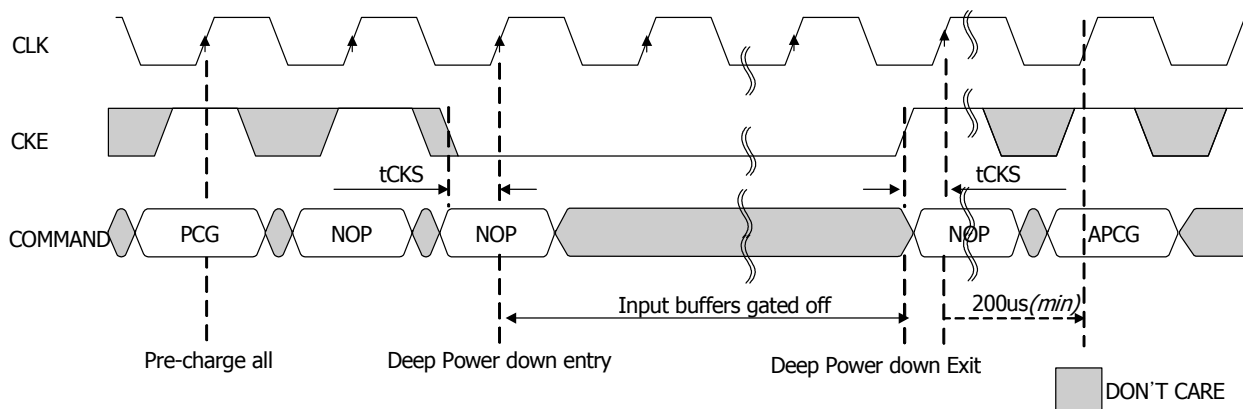 CLK
CKE
tCKS
tCKS
COMMAND
PCG
NOP
NOP
NOP
APCG
Input buffers gated off
200us(min)
Pre-charge all
Deep Power down entry
Deep Power down Exit
DON'T CARE